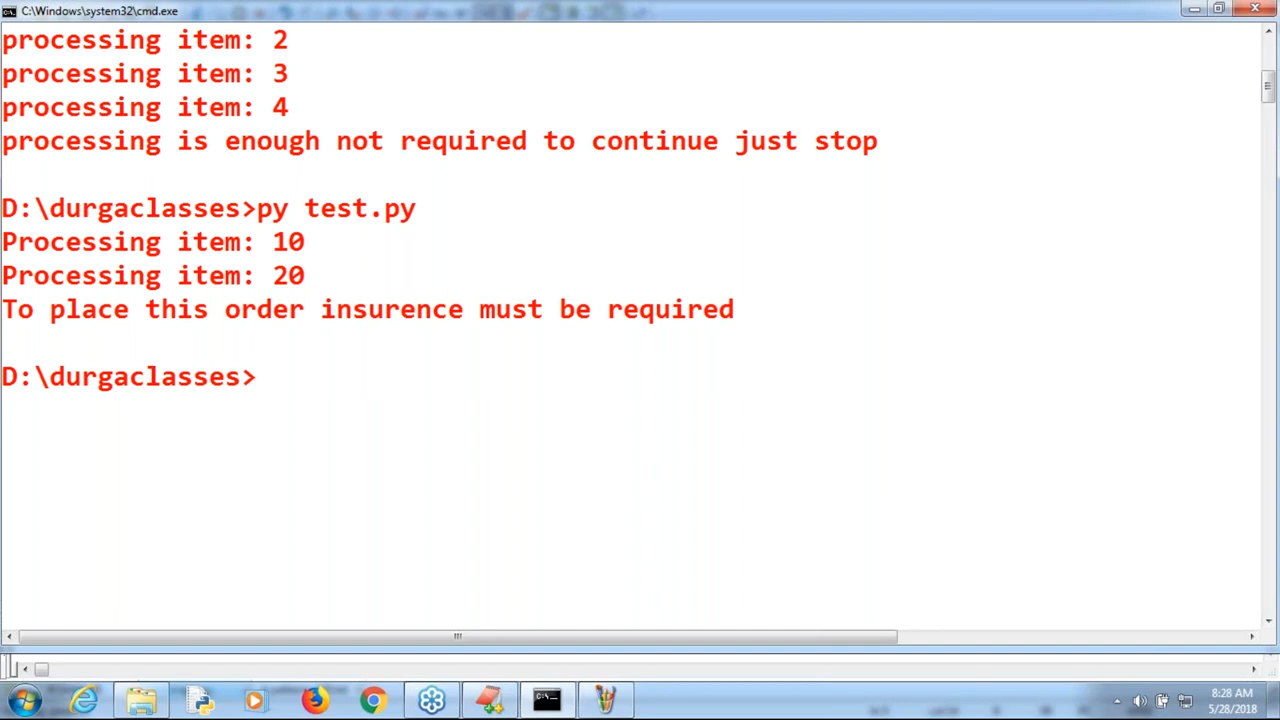 C:\Windows\system32\cmd.exe
processing item: 2
processing item: 3
processing item: 4
processing is enough not required to continue just stop
D:\durgaclasses>py test.py
Processing item: 10
Processing item: 20
To place this order insurence must be required
D:\durgaclasses>
8:28 AM
5/28/2018